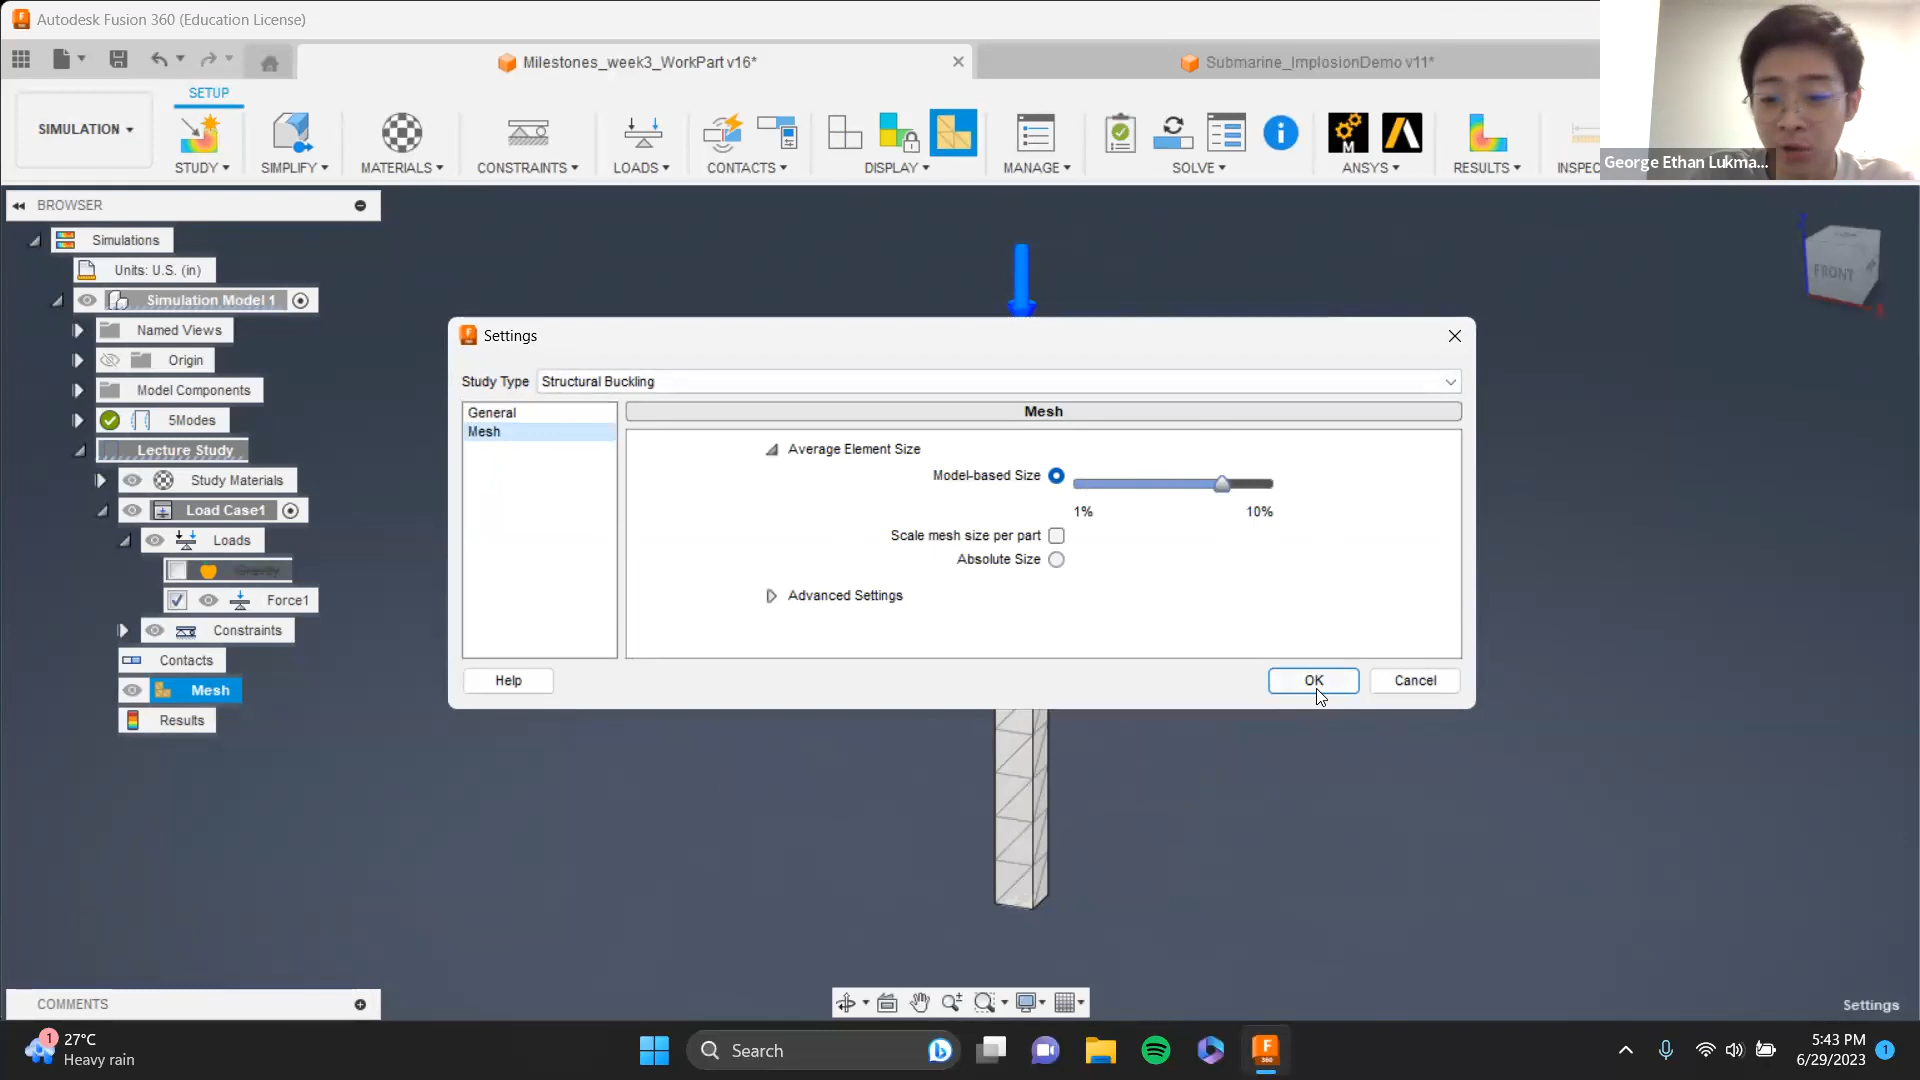 Autodesk Fusion 360 (Education License)
Milestones_week3_WorkPart v16*
Submarine_ImplosionDemo v11*
George Ethan Lukma...
SETUP
SIMULATION
STUDY
SIMPLIFY
MATERIALS
CONSTRAINTS
LOADS
CONTACTS
DISPLAY
MANAGE
SOLVE
M
ANSYS
RESULTS
INSPEC
BROWSER
Simulations
Units: U.S. (in)
Simulation Model 1
Named Views
Origin
Model Components
5Modes
Lecture Study
Study Materials
Load Case1
Loads
Gravity
Force1
Constraints
Contacts
Mesh
Results
FRONT
Settings
Study Type Structural Buckling
General
Mesh
Mesh
Average Element Size
Model-based Size
1% 10%
Scale mesh size per part
Absolute Size
Advanced Settings
Help
OK
Cancel
COMMENTS
Settings
1
27°C
Heavy rain
Search
F
360
5:43 PM
6/29/2023
1